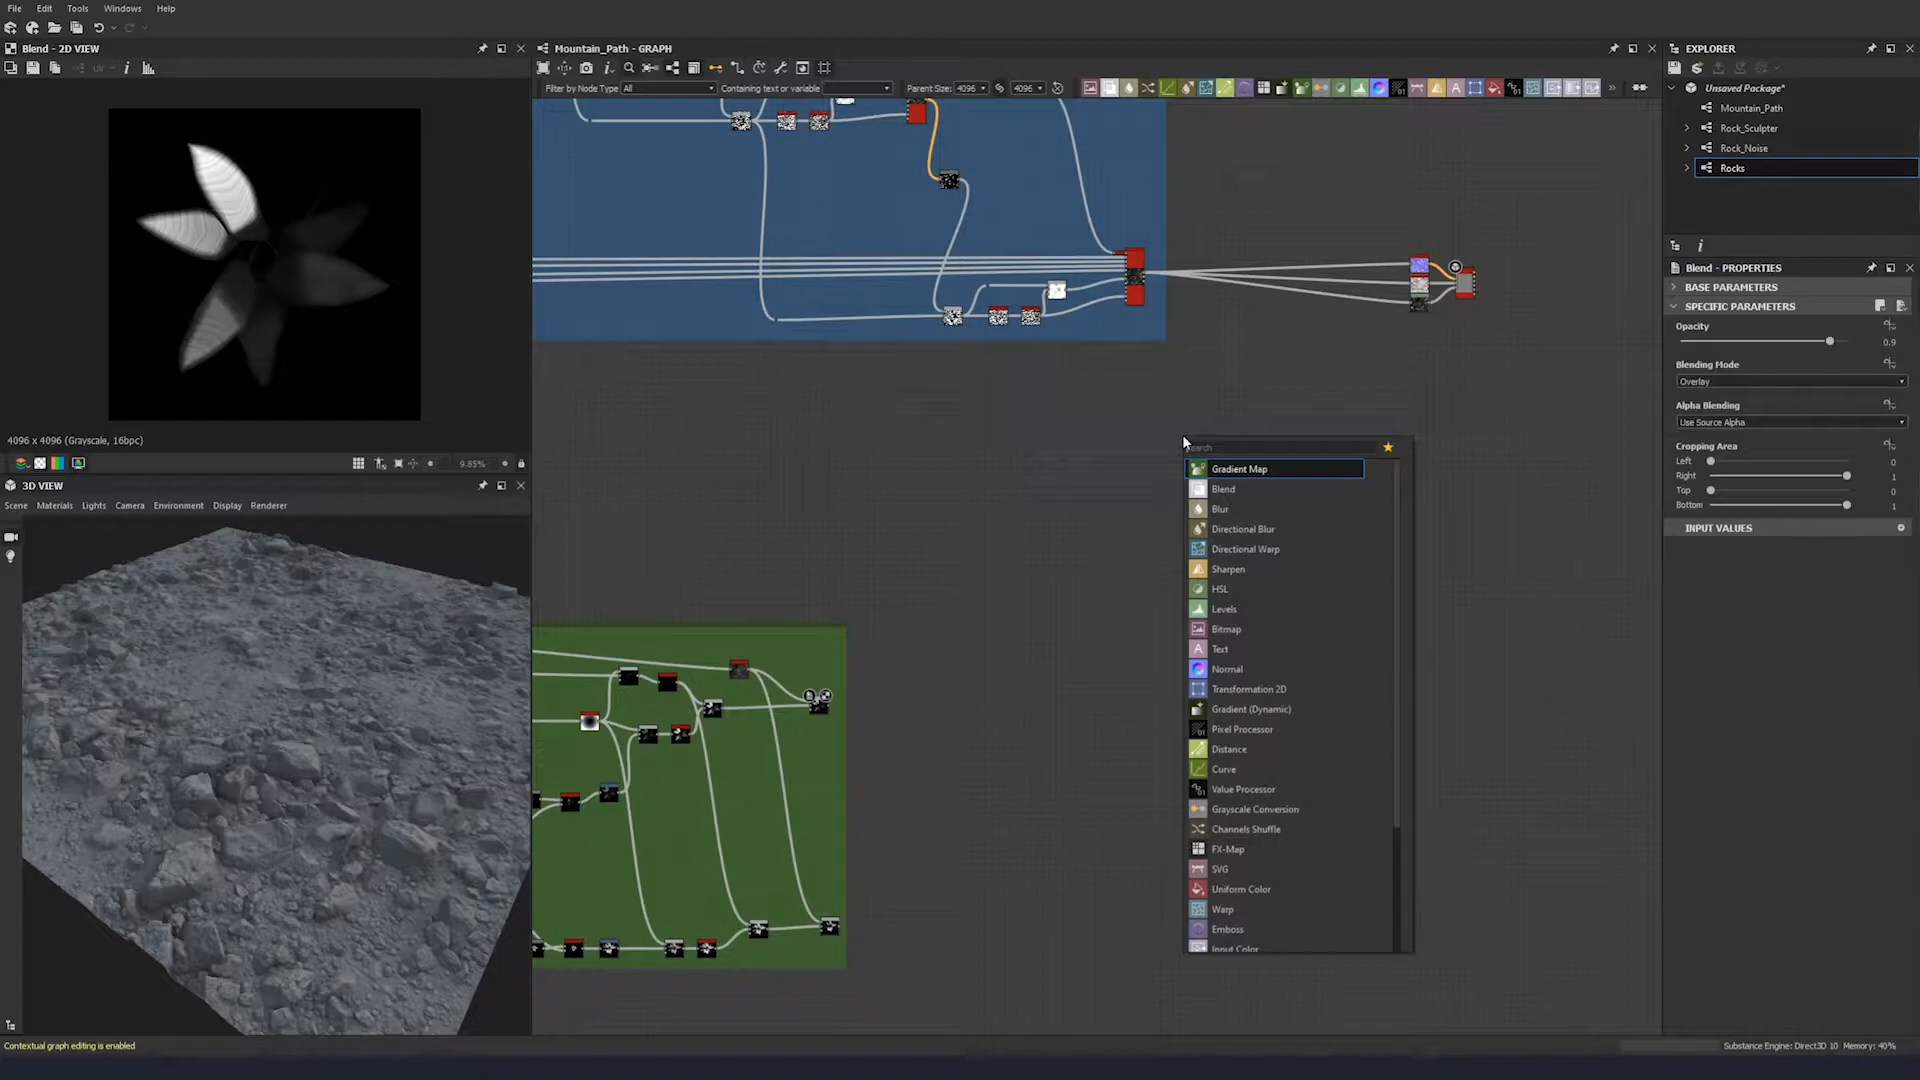 File Edit Tools Windows Help
Blend - 2D VIEW
UV
4096 x 4096 (Grayscale, 16bpc)
9.85%
3D VIEW
Scene Materials Lights Camera Environment Display Renderer
Contextual graph editing is enabled
Mountain_Path - GRAPH
Filter by Node Type All Containing text or variable Parent Size: 4096 4096
Gradient Map
Blend
Blur
Directional Blur
Directional Warp
Sharpen
HSL
Levels
Bitmap
Text
Normal
Transformation 2D
Gradient (Dynamic)
Pixel Processor
Distance
Curve
Value Processor
Grayscale Conversion
Channels Shuffle
FX-Map
SVG
Uniform Color
Warp
Emboss
Input Color
EXPLORER
Unsaved Package*
Mountain_Path
Rock_Sculpter
Rock_Noise
Rocks
Blend - PROPERTIES
BASE PARAMETERS
SPECIFIC PARAMETERS
Opacity
0.9
Blending Mode
Overlay
Alpha Blending
Use Source Alpha
Cropping Area
Left 0
Right 1
Top 0
Bottom 1
INPUT VALUES
Substance Engine: Direct3D 10 Memory: 40%